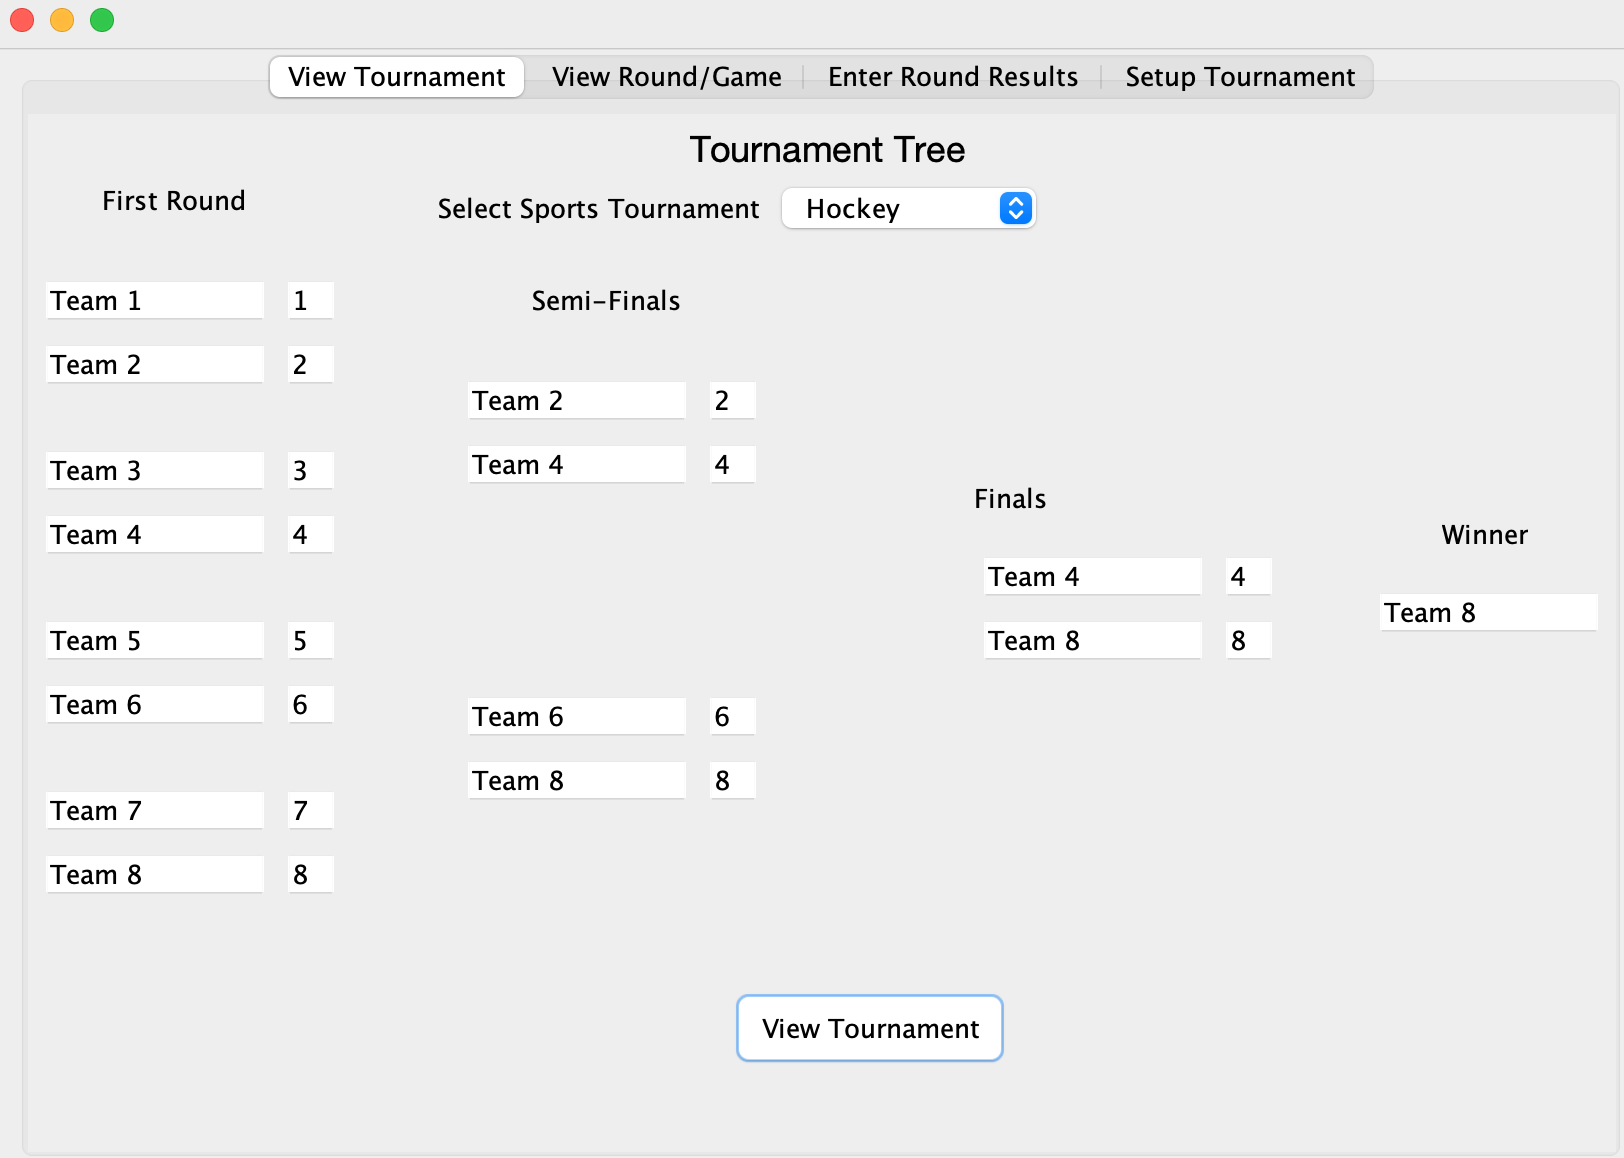 View Tournament View Round/Game Enter Round Results Setup Tournament
Tournament Tree
First Round
Select Sports Tournament Hockey
Team 1 1
Semi-Finals
Team 2 2
Team 2 2
Team 4 4
Team 3 3
Finals
Team 4 4
Winner
Team 4 4
Team 8
Team 5 5
Team 8 8
Team 6 6
Team 6 6
Team 8 8
Team 7 7
Team 8 8
View Tournament